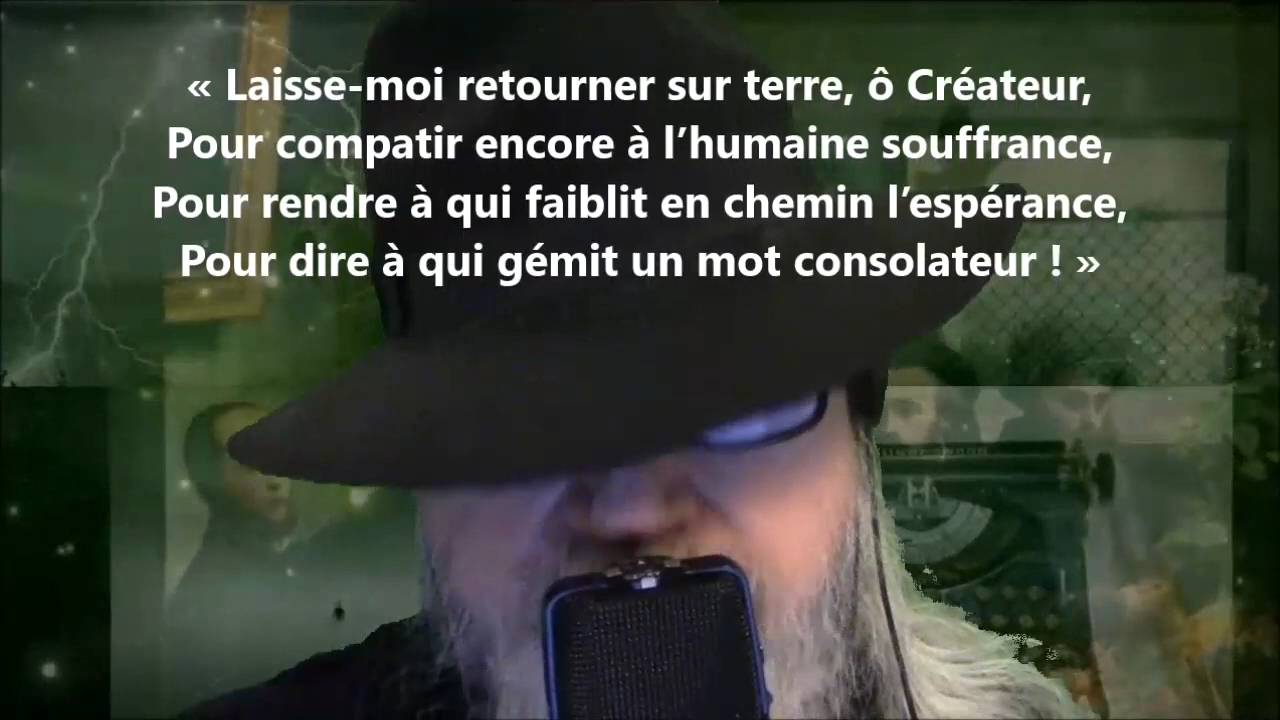 « Laisse-moi retourner sur terre, ô Créateur,
Pour compatir encore à l’humaine souffrance,
Pour rendre à qui faiblit en chemin l’espérance,
Pour dire à qui gémit un mot consolateur ! »